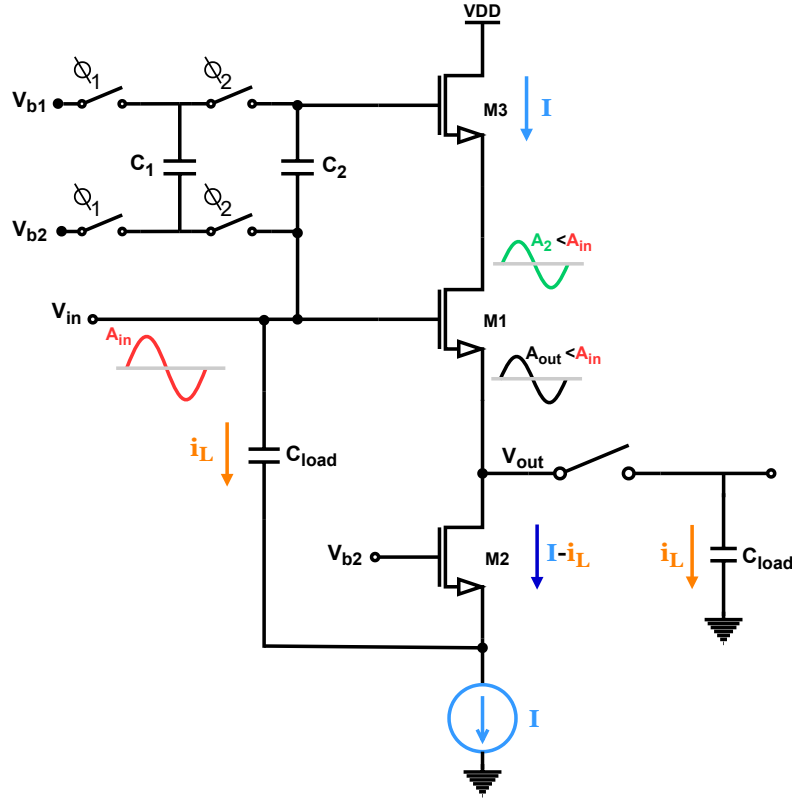 VDD
ϕ1
ϕ2
Vb1
M3
I
C1
C2
ϕ1
ϕ2
Vb2
A2 <Ain
Vin
M1
Ain
Aout <Ain
iL
Cload
Vout
Vb2
M2
I-iL
iL
Cload
I